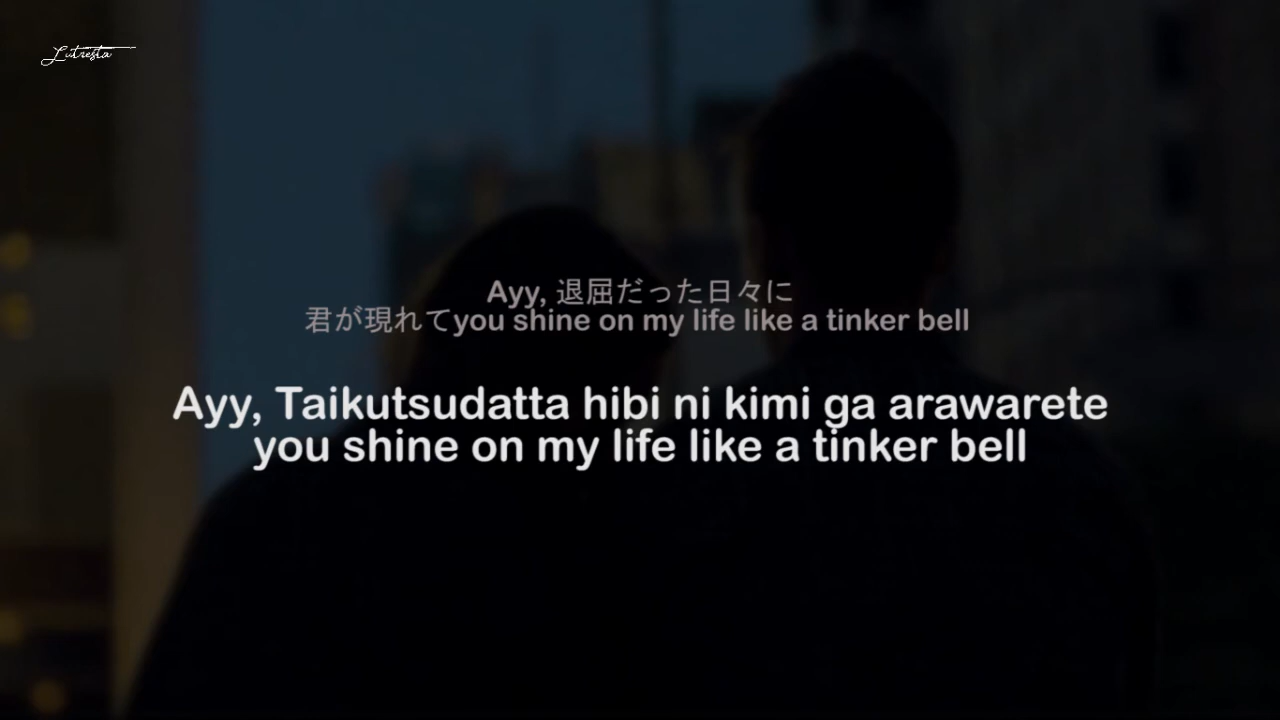 Lutresta
Ayy, 退屈だった日々に
君が現れてyou shine on my life like a tinker bell
Ayy, Taikutsudatta hibi ni kimi ga arawarete
you shine on my life like a tinker bell